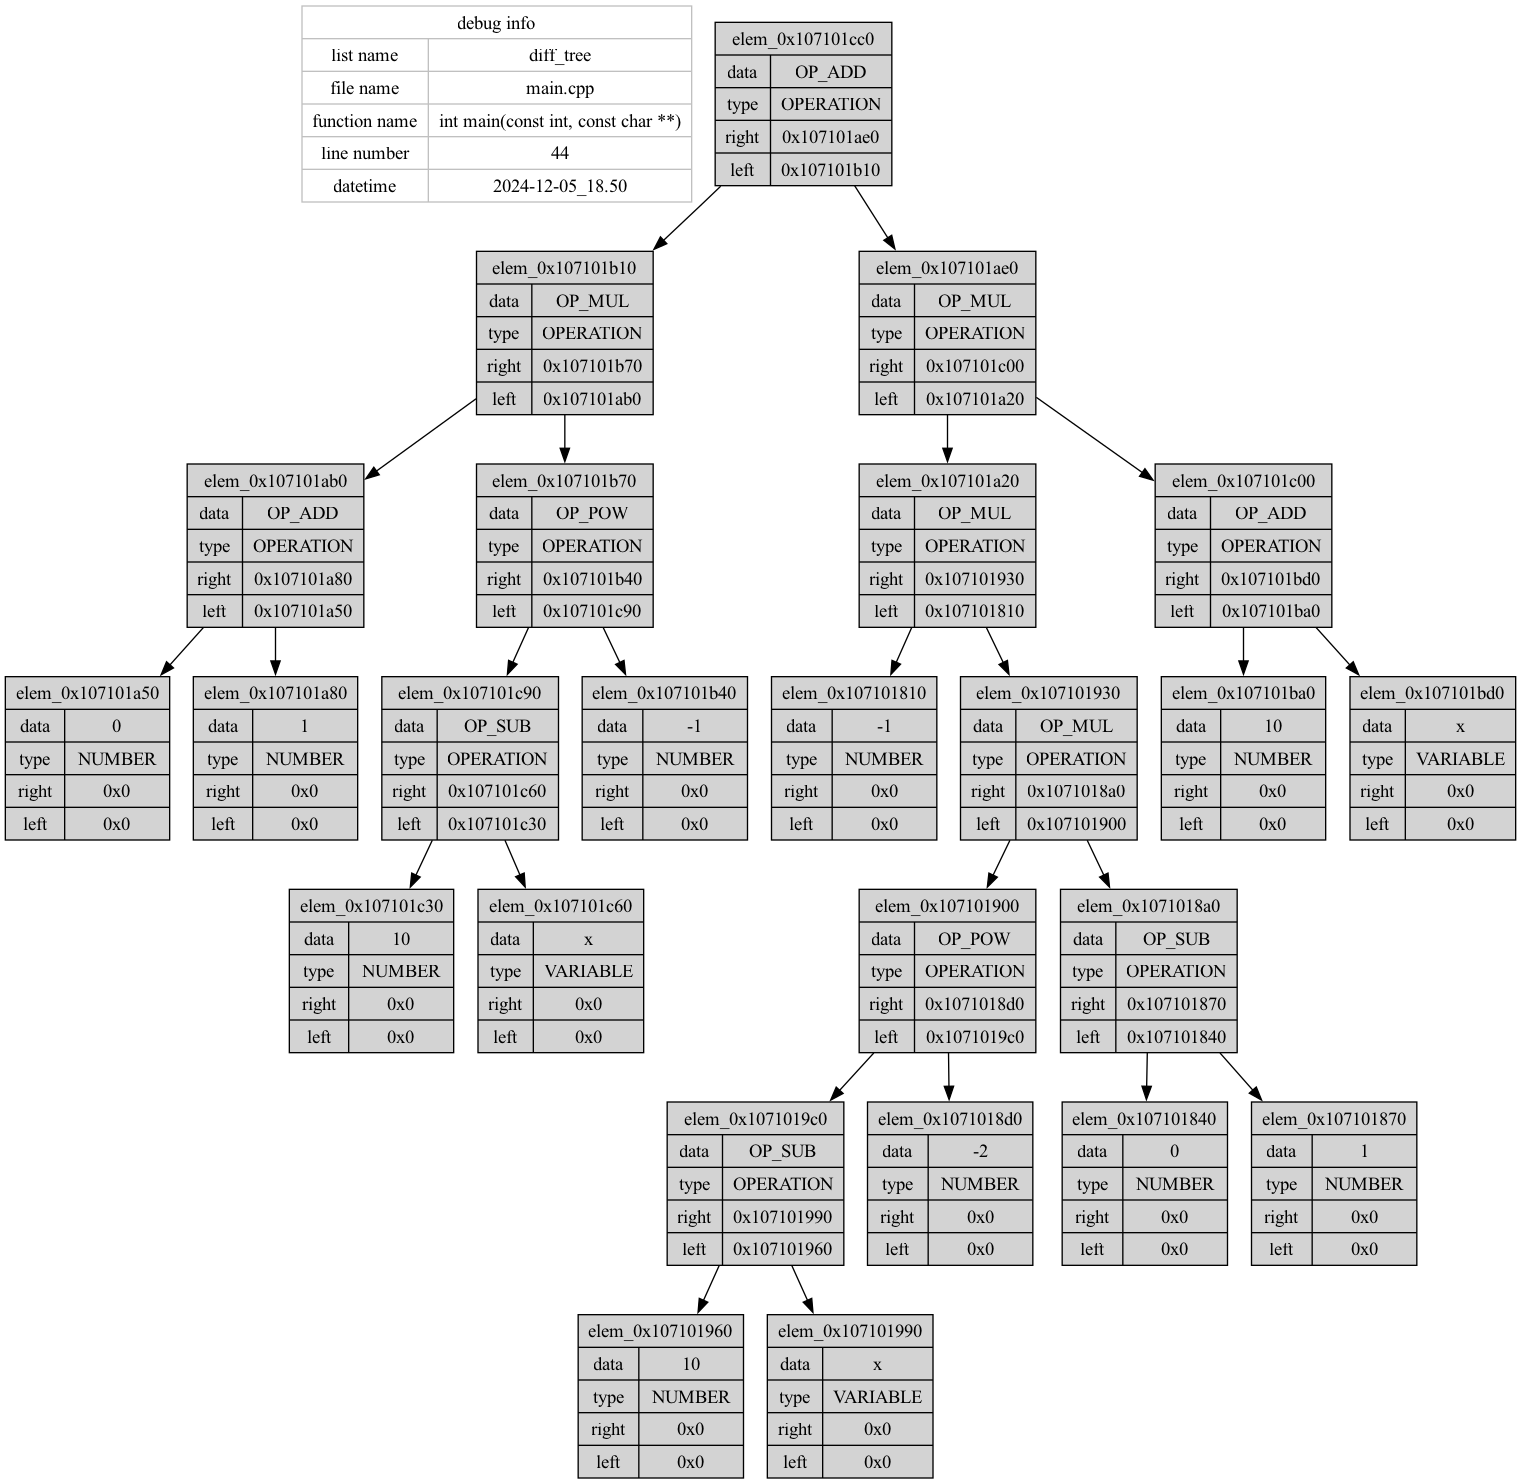 debug info
list name diff_tree
file name main.cpp
function name int main(const int, const char **)
line number 44
datetime 2024-12-05_18.50
elem_0x107101cc0
data OP_ADD
type OPERATION
right 0x107101ae0
left 0x107101b10
elem_0x107101b10
data OP_MUL
type OPERATION
right 0x107101b70
left 0x107101ab0
elem_0x107101ae0
data OP_MUL
type OPERATION
right 0x107101c00
left 0x107101a20
elem_0x107101ab0
data OP_ADD
type OPERATION
right 0x107101a80
left 0x107101a50
elem_0x107101b70
data OP_POW
type OPERATION
right 0x107101b40
left 0x107101c90
elem_0x107101a20
data OP_MUL
type OPERATION
right 0x107101930
left 0x107101810
elem_0x107101c00
data OP_ADD
type OPERATION
right 0x107101bd0
left 0x107101ba0
elem_0x107101a50
data 0
type NUMBER
right 0x0
left 0x0
elem_0x107101a80
data 1
type NUMBER
right 0x0
left 0x0
elem_0x107101c90
data OP_SUB
type OPERATION
right 0x107101c60
left 0x107101c30
elem_0x107101b40
data -1
type NUMBER
right 0x0
left 0x0
elem_0x107101810
data -1
type NUMBER
right 0x0
left 0x0
elem_0x107101930
data OP_MUL
type OPERATION
right 0x1071018a0
left 0x107101900
elem_0x107101ba0
data 10
type NUMBER
right 0x0
left 0x0
elem_0x107101bd0
data x
type VARIABLE
right 0x0
left 0x0
elem_0x107101c30
data 10
type NUMBER
right 0x0
left 0x0
elem_0x107101c60
data x
type VARIABLE
right 0x0
left 0x0
elem_0x107101900
data OP_POW
type OPERATION
right 0x1071018d0
left 0x1071019c0
elem_0x1071018a0
data OP_SUB
type OPERATION
right 0x107101870
left 0x107101840
elem_0x1071019c0
data OP_SUB
type OPERATION
right 0x107101990
left 0x107101960
elem_0x1071018d0
data -2
type NUMBER
right 0x0
left 0x0
elem_0x107101840
data 0
type NUMBER
right 0x0
left 0x0
elem_0x107101870
data 1
type NUMBER
right 0x0
left 0x0
elem_0x107101960
data 10
type NUMBER
right 0x0
left 0x0
elem_0x107101990
data x
type VARIABLE
right 0x0
left 0x0